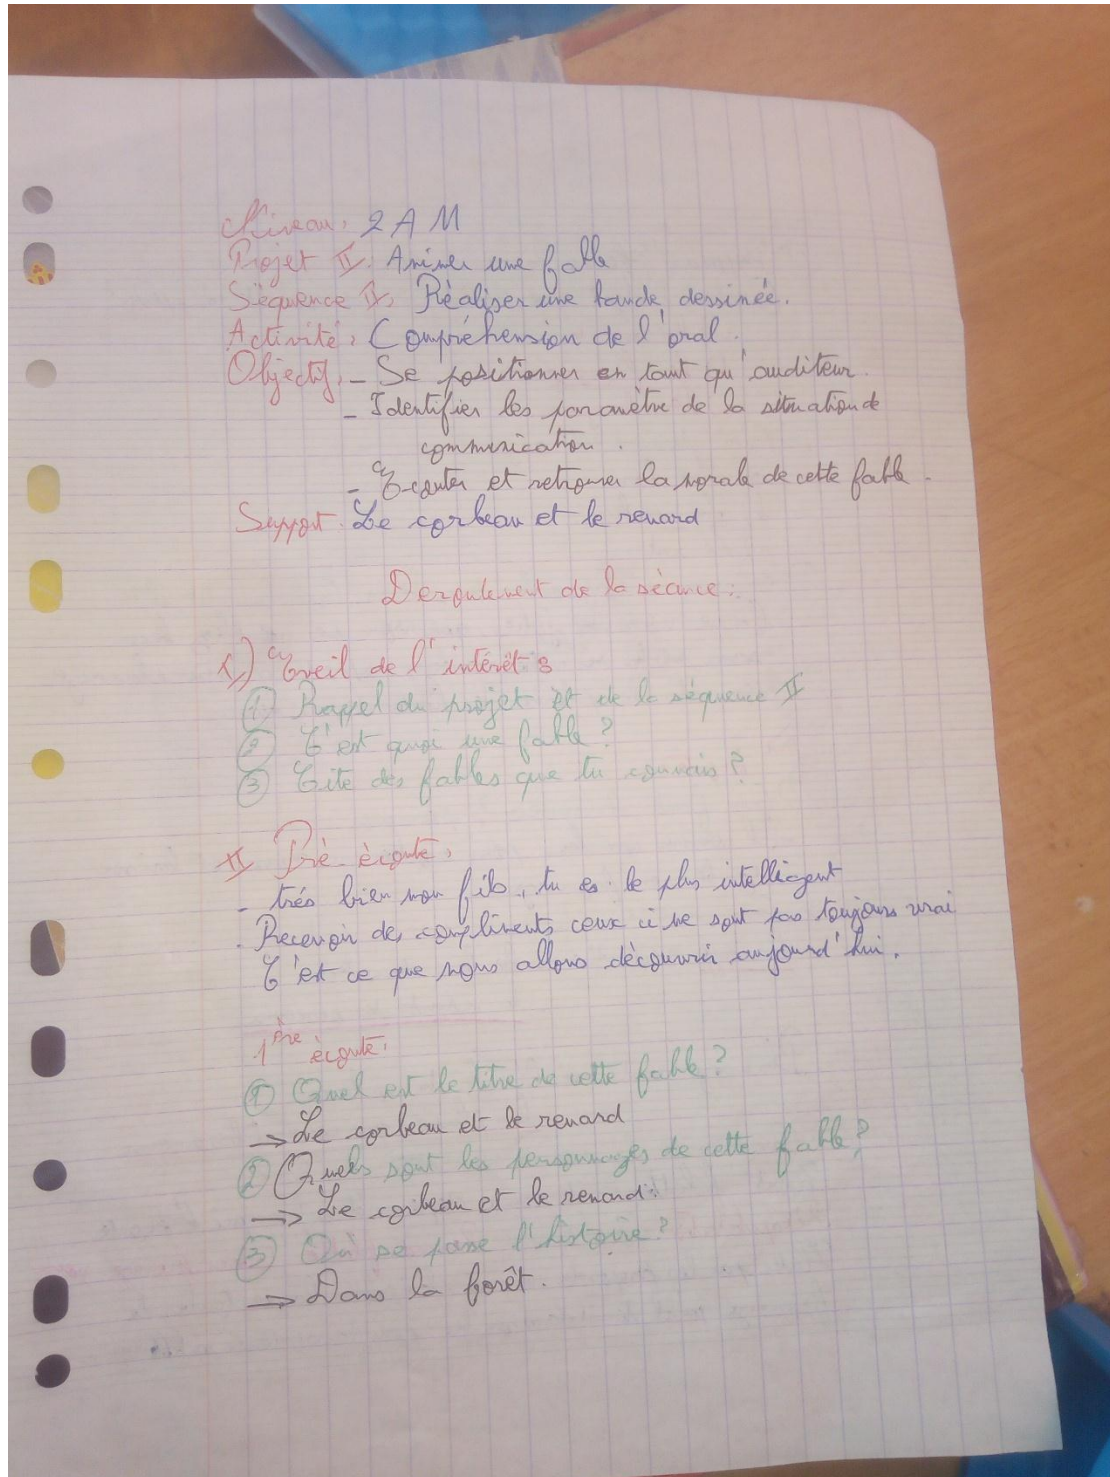 Niveau : 2 AM
Projet II : Animer une fable
Séquence II : Réaliser une bande dessinée.
Activité : Compréhension de l'oral.
Objectif : - Se positionner en tant qu'auditeur.
- Identifier les paramètre de la situation de
communication.
- Ecouter et retrouver la morale de cette fable.
Support : Le corbeau et le renard
Deroulement de la séance :
I) Eveil de l'intérêt :
① Rappel du projet et de la séquence II
② C'est quoi une fable ?
③ Cite des fables que tu connais ?
II Pré-écoute :
- trés bien mon fils, tu es le plus intelligent
- Recevoir des compliments ceux ci ne sont pas toujours vrai
C'est ce que nous allons découvrir aujourd'hui.
1ère écoute :
① Quel est le titre de cette fable ?
→ Le corbeau et le renard
② Quels sont les personnages de cette fable ?
→ Le corbeau et le renard.
③ Où se passe l'histoire ?
→ Dans la forêt.